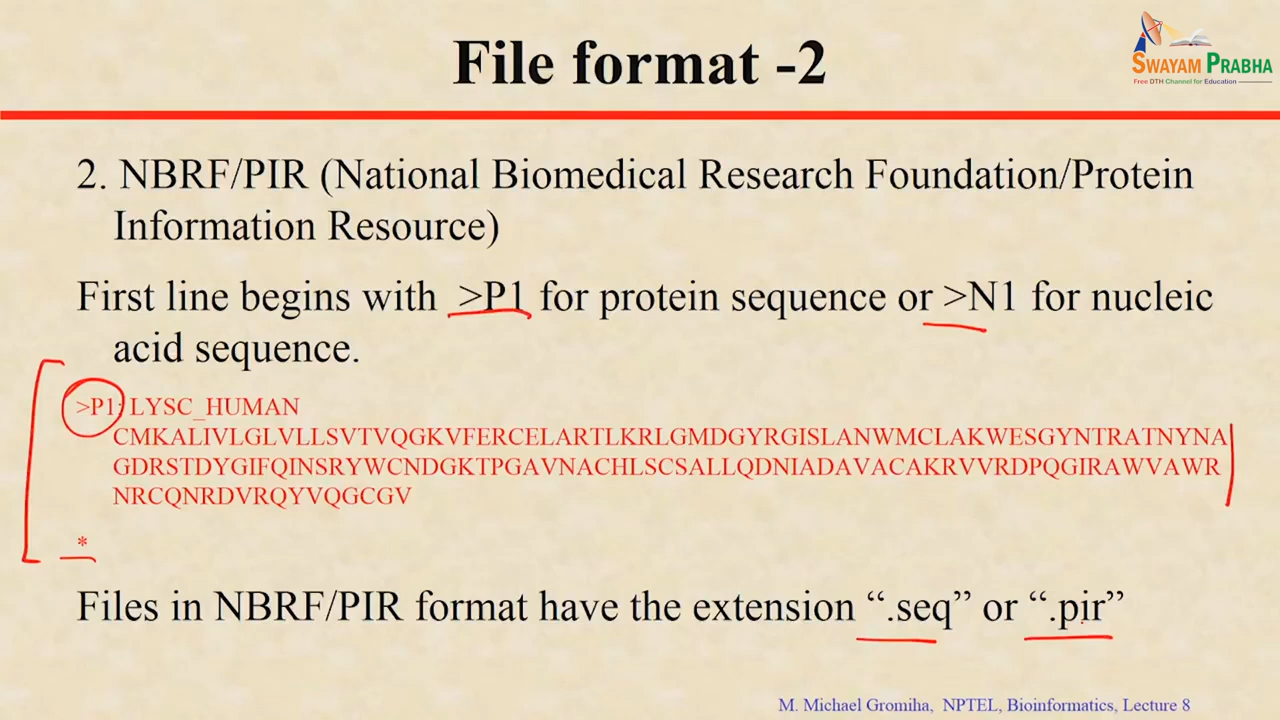 File format -2
SWAYAM PRABHA
Free DTH Channel for Education
2. NBRF/PIR (National Biomedical Research Foundation/Protein
Information Resource)
First line begins with >P1 for protein sequence or >N1 for nucleic
acid sequence.
>P1; LYSC_HUMAN
CMKALIVLGLVLLSVTVQGKVFERCELARTLKRLGMDGYRGISLANWMCLAKWESGYNTRATNYNA
GDRSTDYGIFQINSRYWCNDGKTPGAVNACHLSCSALLQDNIADAVACAKRVVRDPQGIRAWVAWR
NRCQNRDVRQYVQGCGV
*
Files in NBRF/PIR format have the extension “.seq” or “.pir”
M. Michael Gromiha, NPTEL, Bioinformatics, Lecture 8